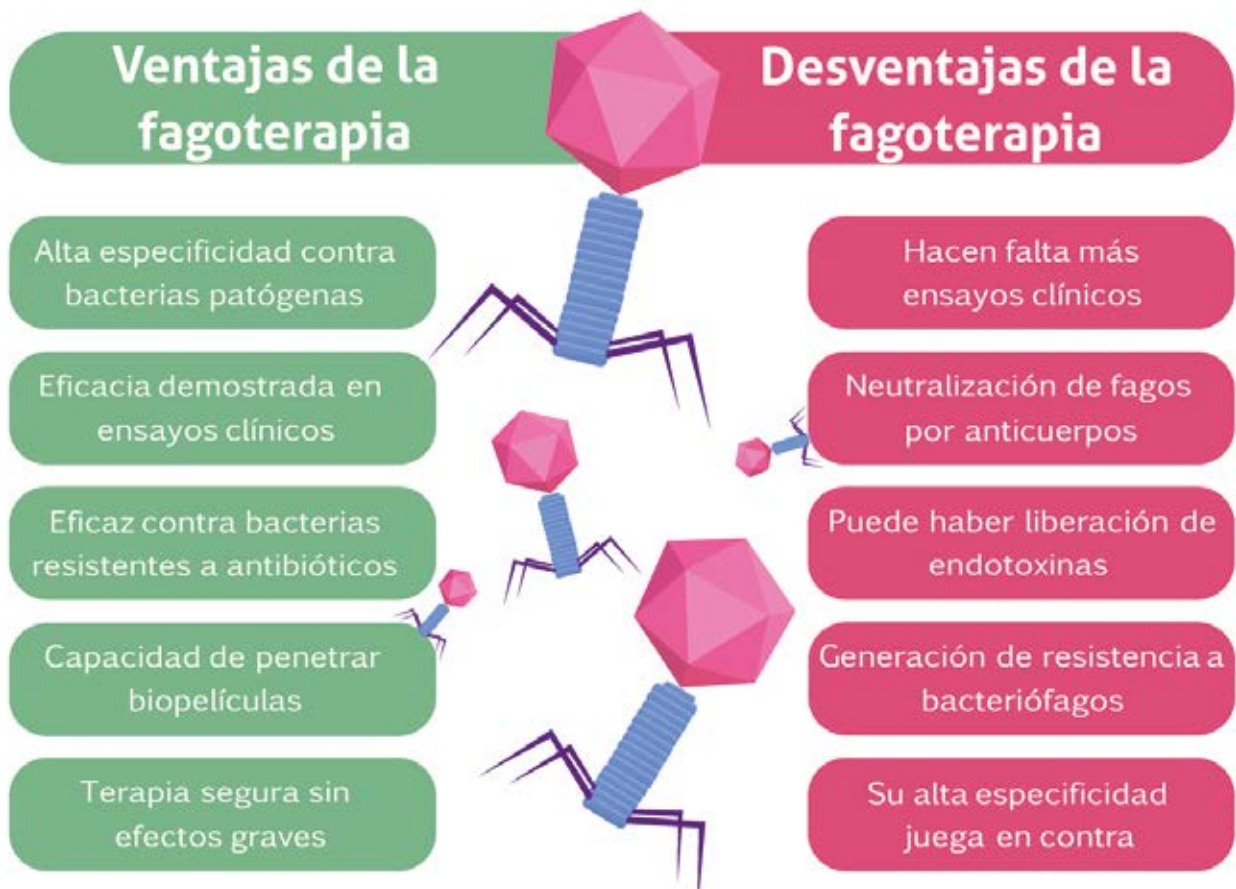 Ventajas de la
fagoterapia
Alta especificidad contra
bacterias patógenas
Eficacia demostrada en
ensayos clínicos
Eficaz contra bacterias
resistentes a antibióticos
Capacidad de penetrar
biopelículas
Terapia segura sin
efectos graves
Desventajas de la
fagoterapia
Hacen falta más
ensayos clínicos
Neutralización de fagos
por anticuerpos
Puede haber liberación de
endotoxinas
Generación de resistencia a
bacteriófagos
Su alta especificidad
juega en contra